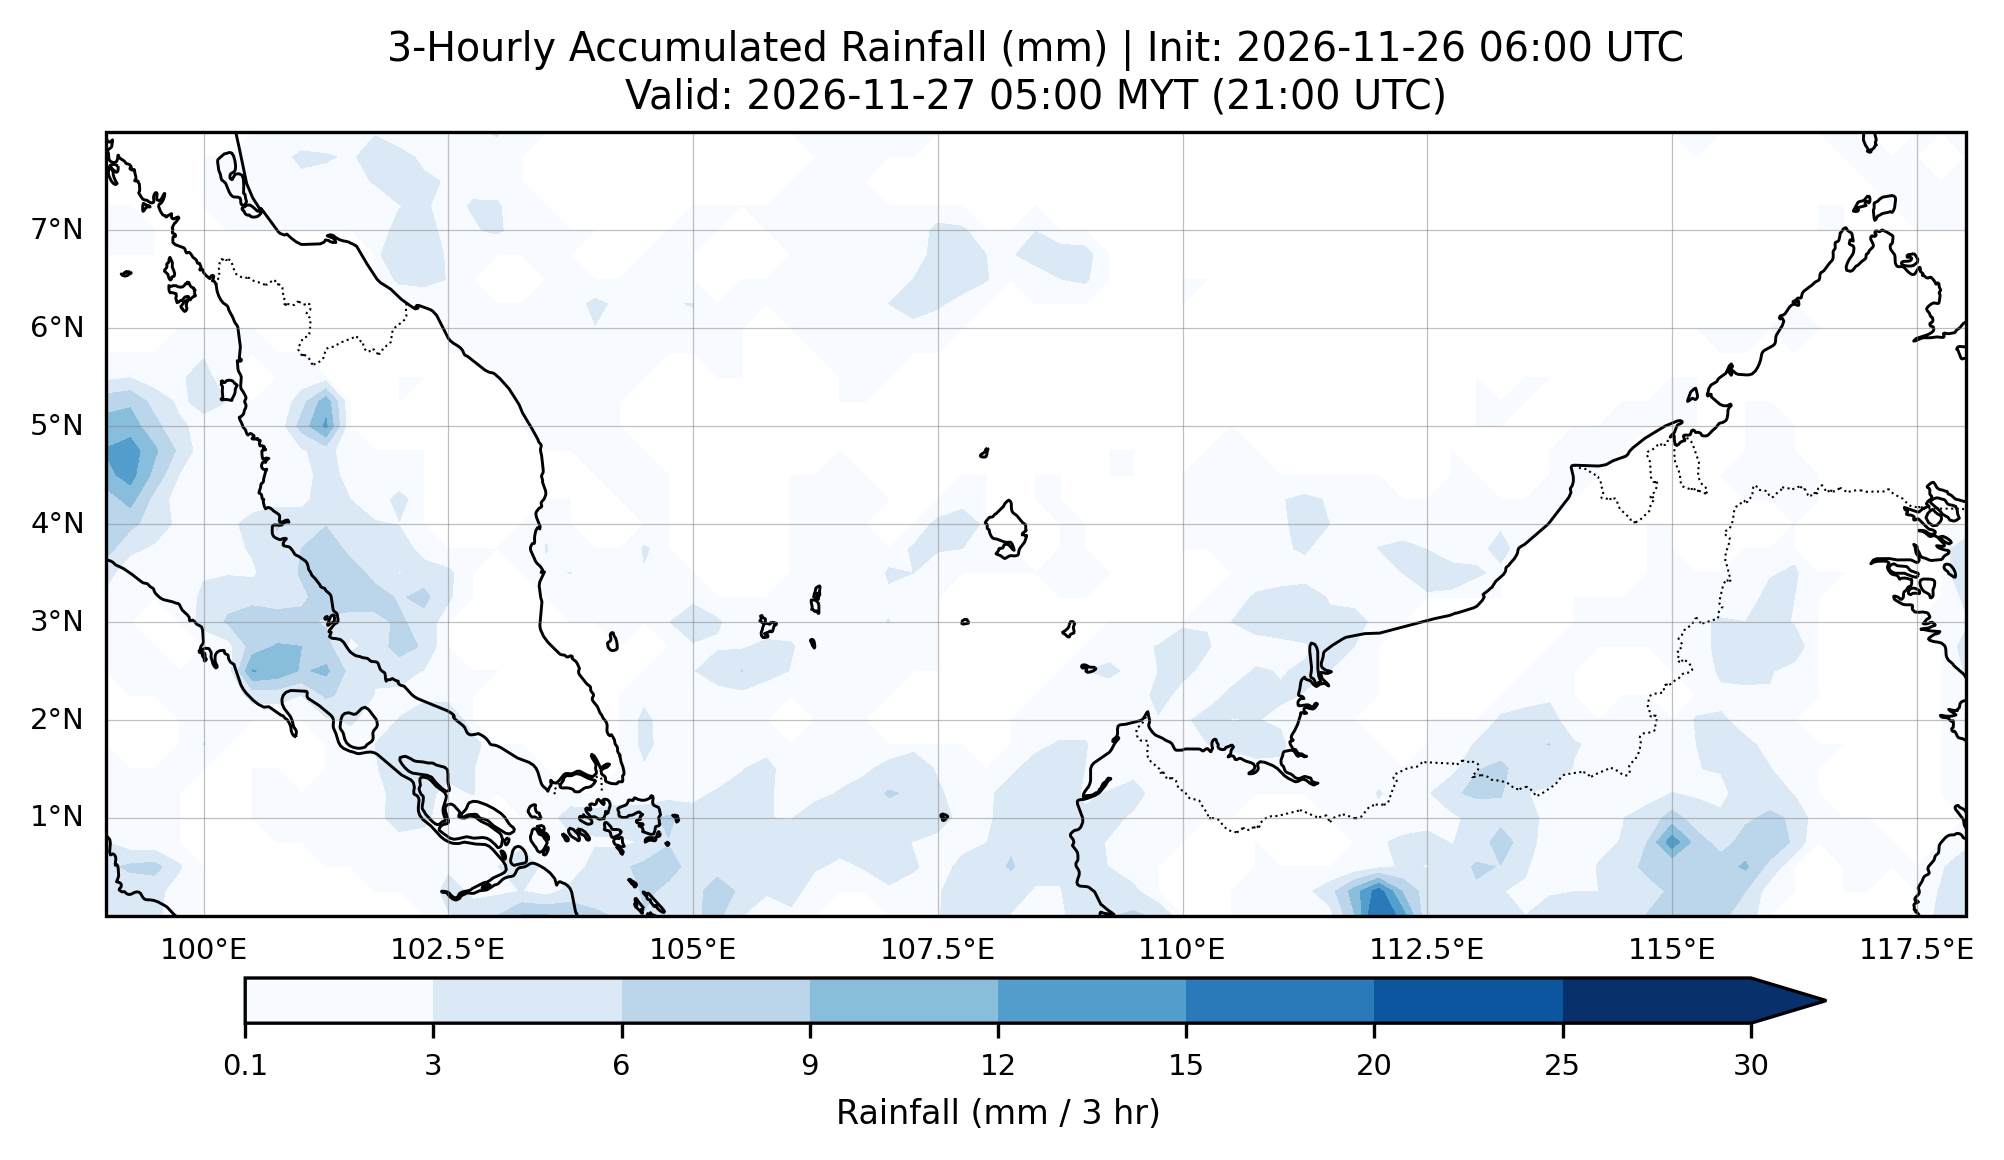 3-Hourly Accumulated Rainfall (mm) | Init: 2026-11-26 06:00 UTC
Valid: 2026-11-27 05:00 MYT (21:00 UTC)
7°N
6°N
5°N
4°N
3°N
2°N
1°N
100°E 102.5°E 105°E 107.5°E 110°E 112.5°E 115°E 117.5°E
0.1 3 6 9 12 15 20 25 30
Rainfall (mm / 3 hr)